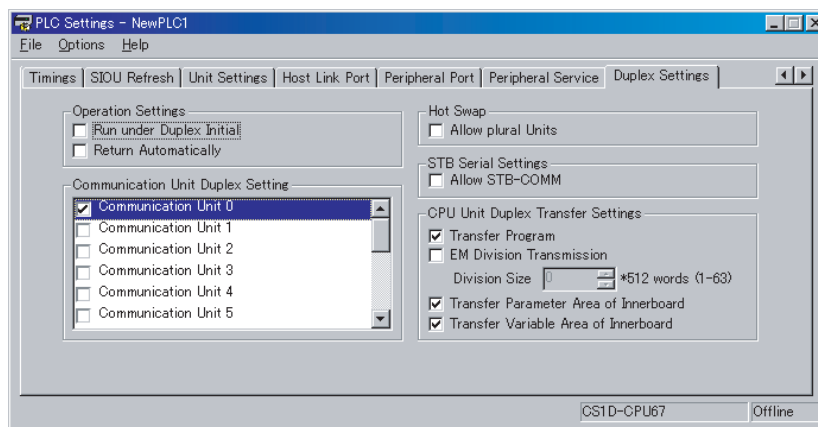 PLC Settings - NewPLC1
File Options Help
Timings SIOU Refresh Unit Settings Host Link Port Peripheral Port Peripheral Service Duplex Settings
Operation Settings
Run under Duplex Initial
Return Automatically
Communication Unit Duplex Setting
Communication Unit 0
Communication Unit 1
Communication Unit 2
Communication Unit 3
Communication Unit 4
Communication Unit 5
Hot Swap
Allow plural Units
STB Serial Settings
Allow STB-COMM
CPU Unit Duplex Transfer Settings
Transfer Program
EM Division Transmission
Division Size 0 *512 words (1-63)
Transfer Parameter Area of Innerboard
Transfer Variable Area of Innerboard
CS1D-CPU67 Offline